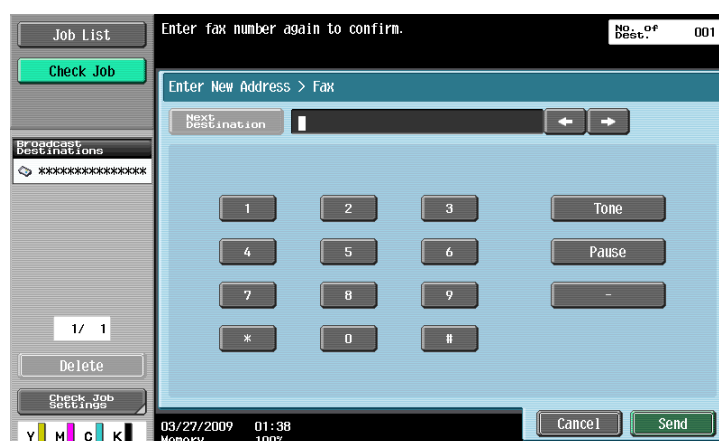 Job List
Enter fax number again to confirm.
No. of Dest. 001
Check Job
Enter New Address > Fax
Next Destination
← →
Broadcast Destinations
***************
1 2 3 Tone
4 5 6 Pause
7 8 9 -
* 0 #
1/ 1
Delete
Check Job Settings
Cancel Send
03/27/2009 01:38
Y M C K
Memory 100%